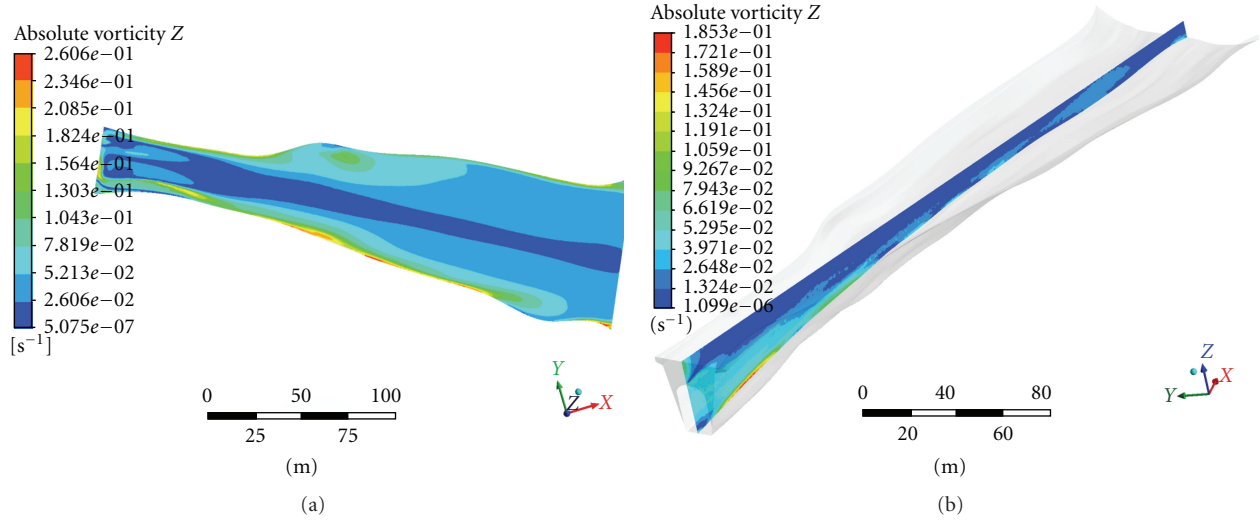 Absolute vorticity Z
2.606e−01
2.346e−01
2.085e−01
1.824e−01
1.564e−01
1.303e−01
1.043e−01
7.819e−02
5.213e−02
2.606e−02
5.075e−07
[s−1]
0 50 100
25 75
(m)
Y
Z
X
(a)
Absolute vorticity Z
1.853e−01
1.721e−01
1.589e−01
1.456e−01
1.324e−01
1.191e−01
1.059e−01
9.267e−02
7.943e−02
6.619e−02
5.295e−02
3.971e−02
2.648e−02
1.324e−02
1.099e−06
(s−1)
0 40 80
20 60
(m)
Z
X
Y
(b)